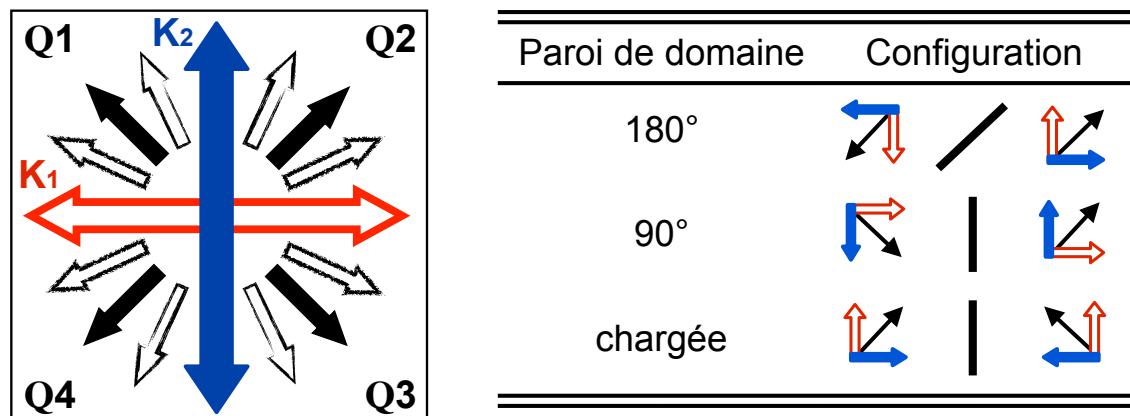 Q1 K2 Q2
K1
Q4 Q3
Paroi de domaine Configuration
180°
90°
chargée